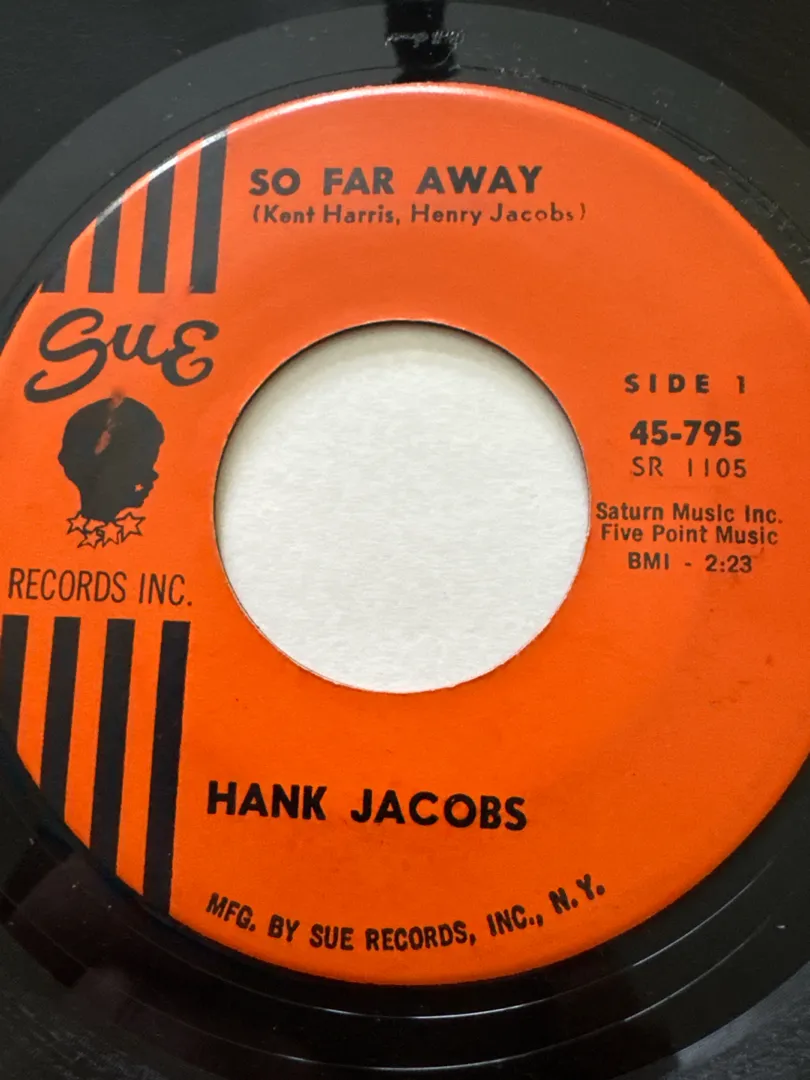 SO FAR AWAY
(Kent Harris, Henry Jacobs)
Sue
RECORDS INC.
SIDE 1
45-795
SR 1105
Saturn Music Inc.
Five Point Music
BMI - 2:23
HANK JACOBS
MFG. BY SUE RECORDS, INC., N.Y.